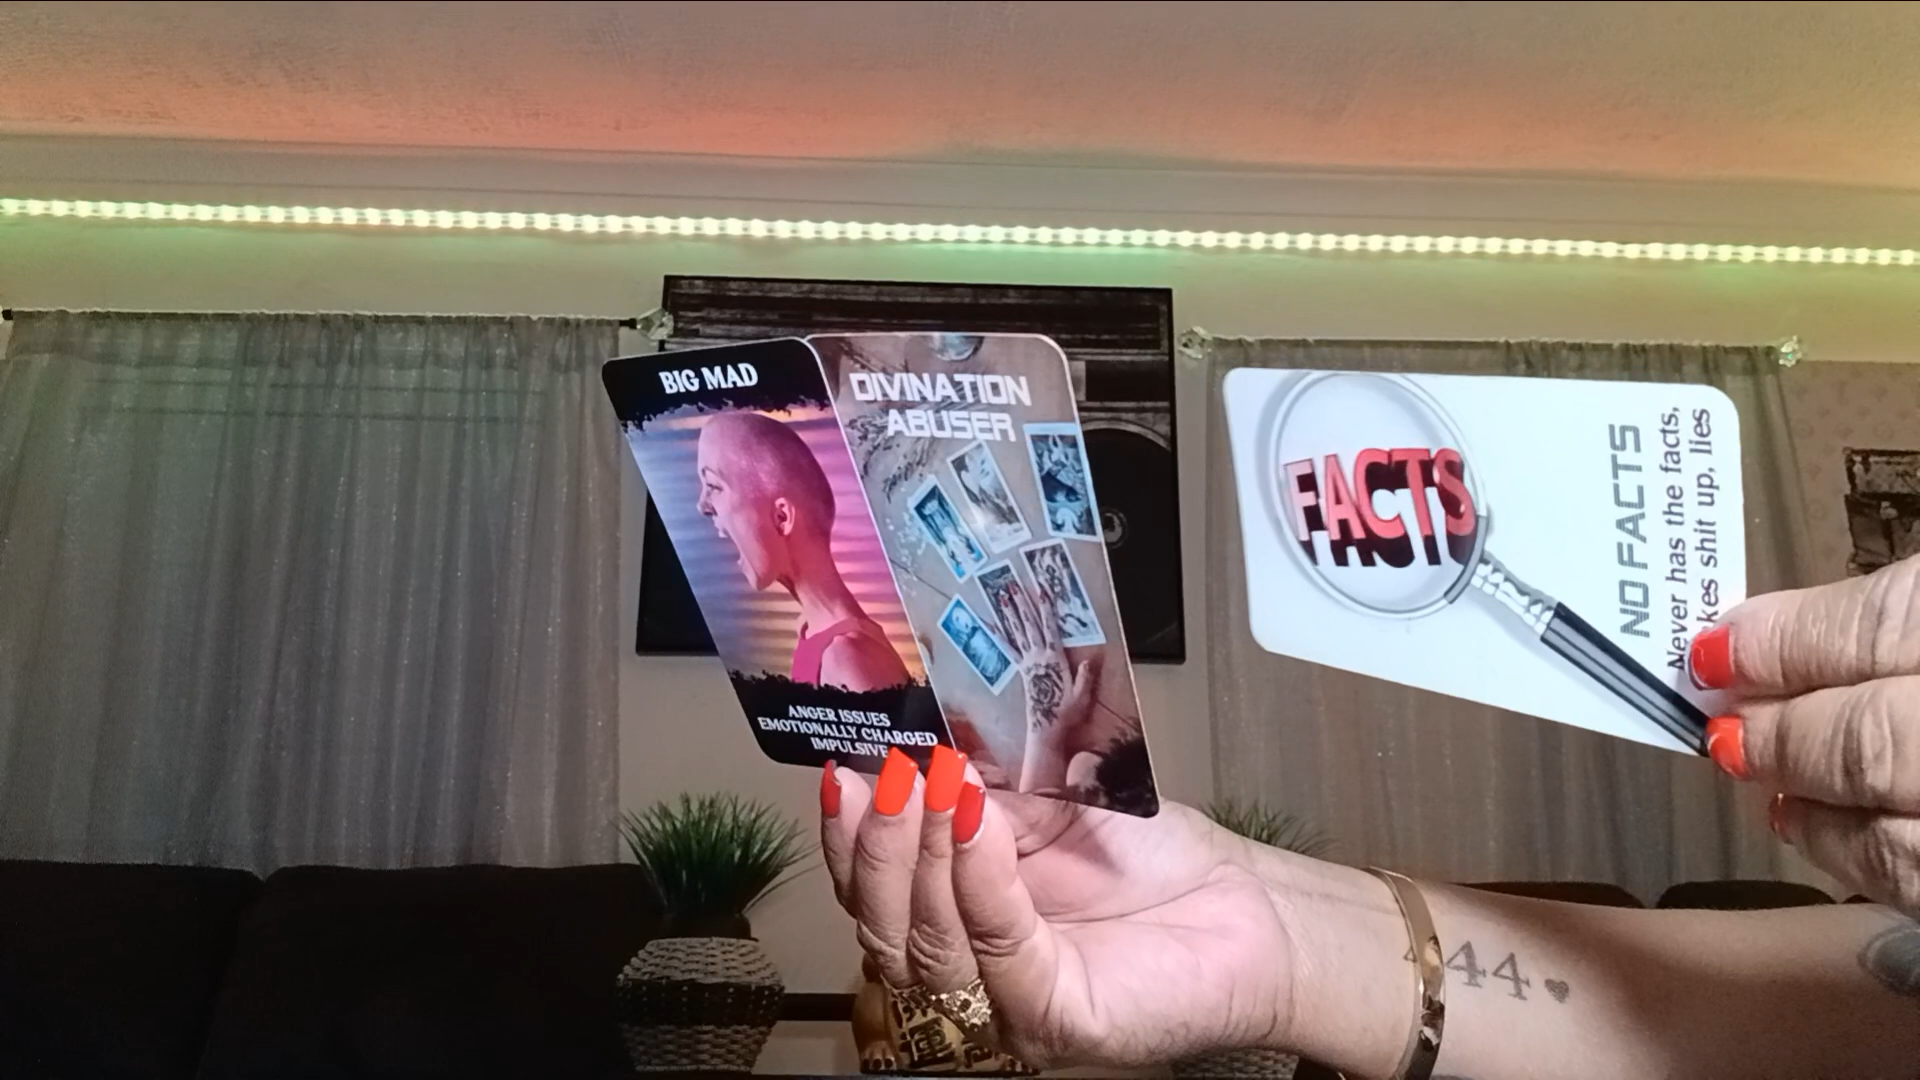 BIG MAD
ANGER ISSUES
EMOTIONALLY CHARGED
IMPULSIVE
DIVINATION
ABUSER
FACTS
NO FACTS
Never has the facts,
shit up, lies
44
運